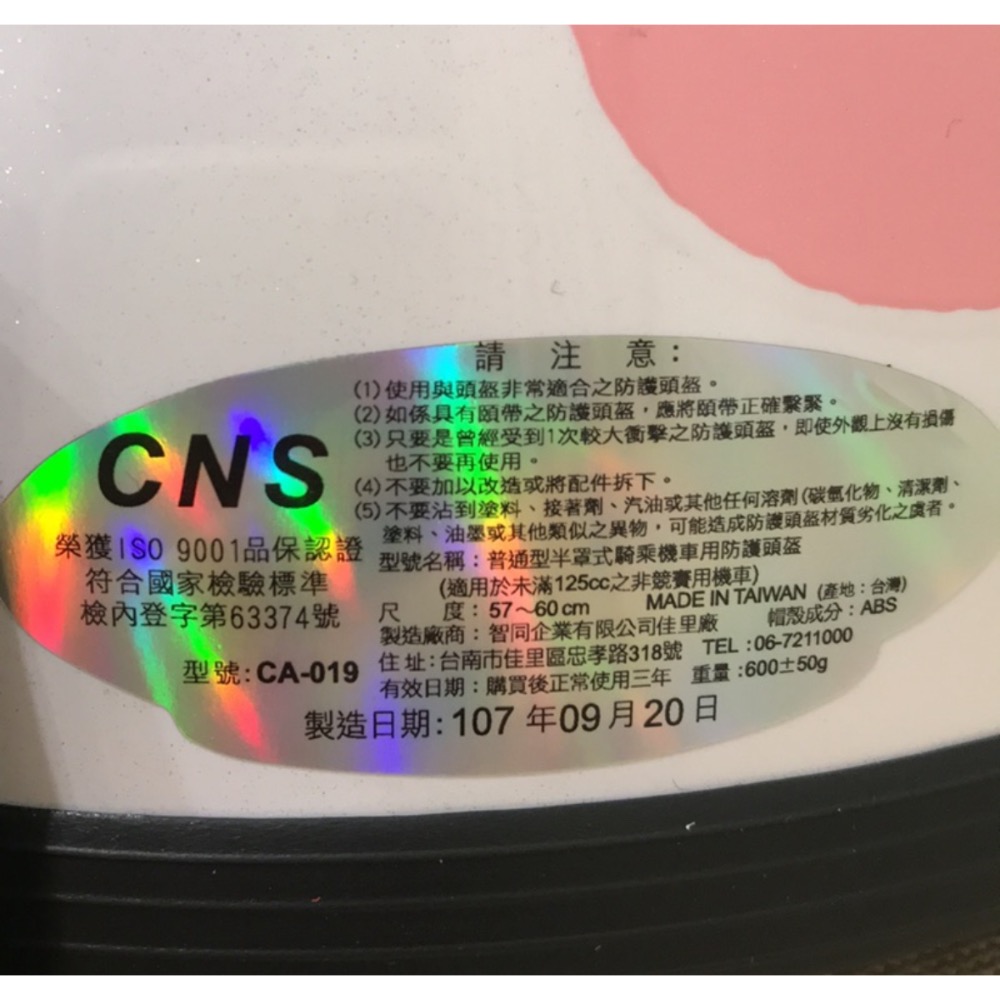 請 注 意：
(1)使用與頭盔非常適合之防護頭盔。
(2)如係具有頤帶之防護頭盔，應將頤帶正確繫緊。
(3)只要是曾經受到1次較大衝擊之防護頭盔，即使外觀上沒有損傷
也不要再使用。
(4)不要加以改造或將配件拆下。
(5)不要沾到塗料、接著劑、汽油或其他任何溶劑(碳氫化物、清潔劑、
塗料、油墨或其他類似之異物，可能造成防護頭盔材質劣化之虞者。
CNS
榮獲ISO 9001品保認證
符合國家檢驗標準
檢內登字第63374號
型號:CA-019
型號名稱：普通型半罩式騎乘機車用防護頭盔
(適用於未滿125cc之非競賽用機車)
尺 度：57～60cm MADE IN TAIWAN (產地：台灣)
製造廠商：智同企業有限公司佳里廠 帽殼成分：ABS
住址:台南市佳里區忠孝路318號 TEL:06-7211000
有效日期：購買後正常使用三年 重量:600±50g
製造日期:107年09月20日